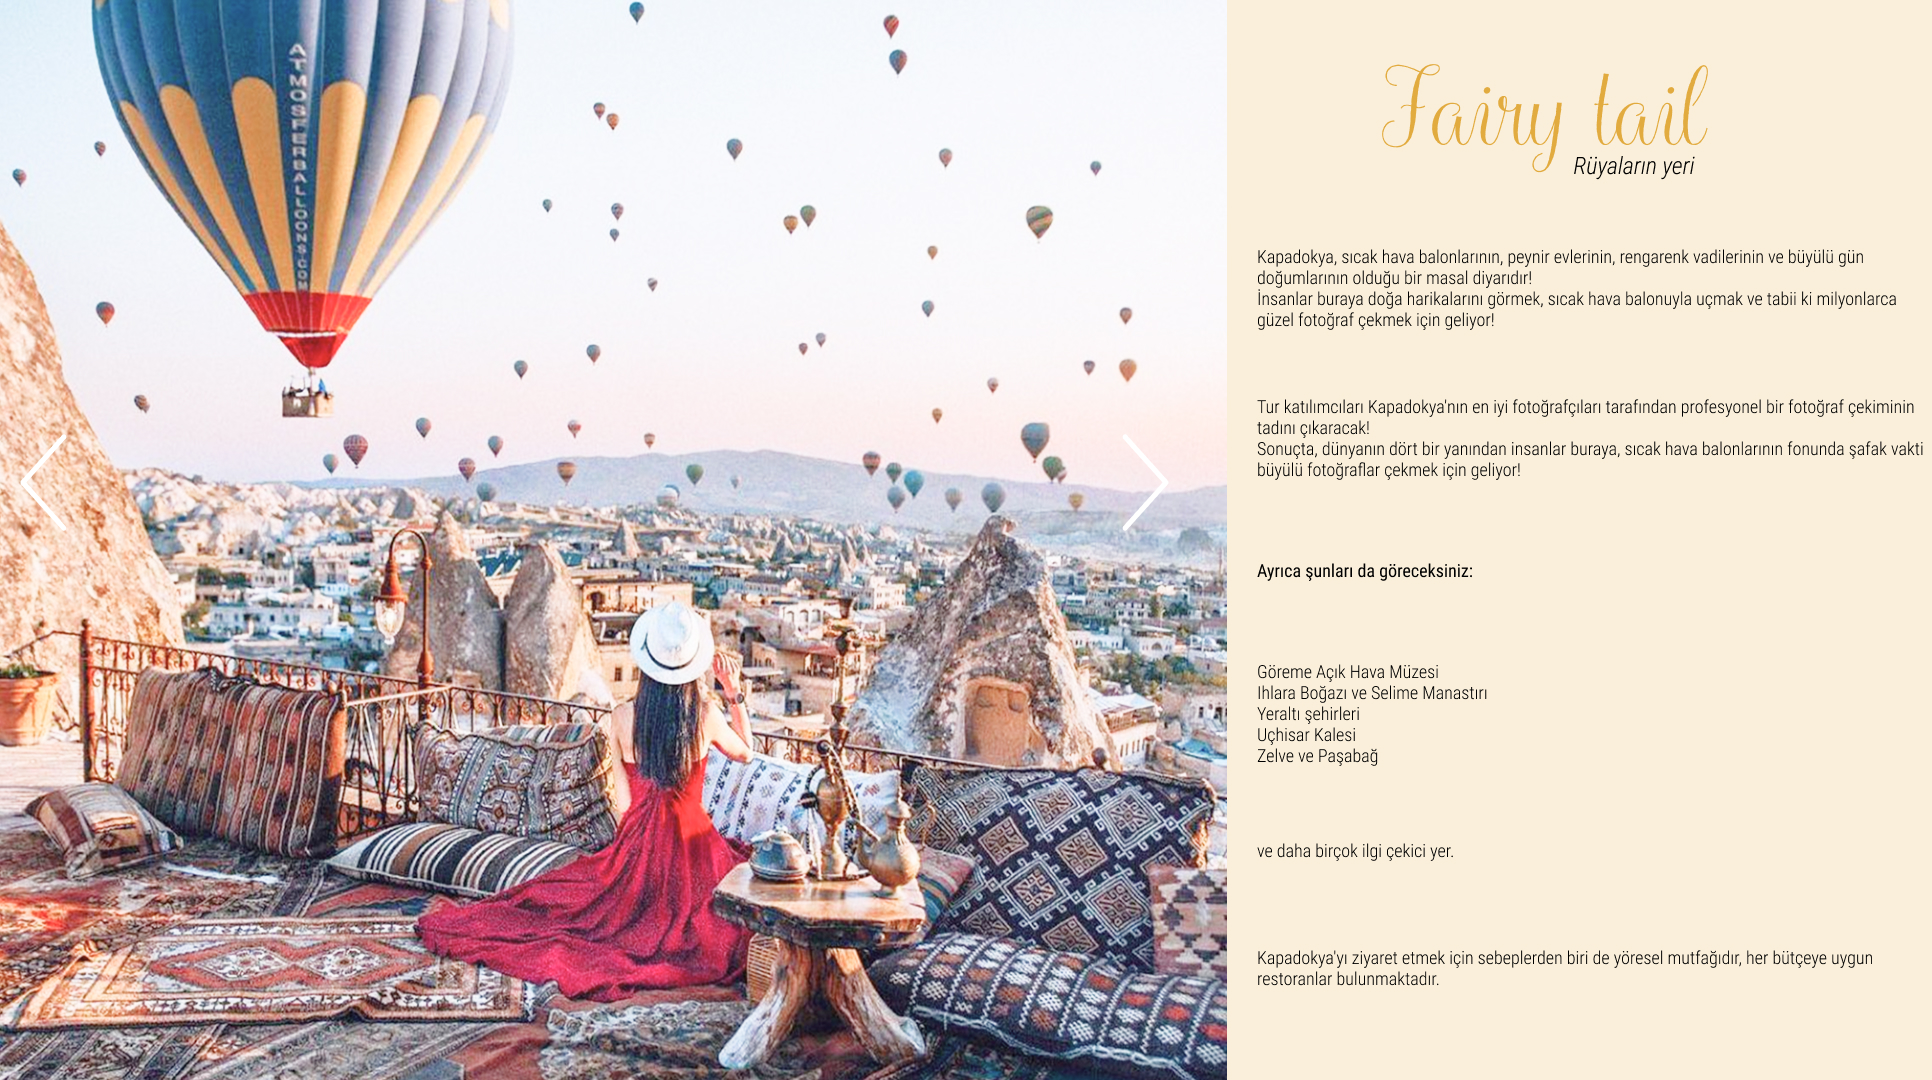 ATMOSFERBALLOONS.COM
Fairy tail
Rüyaların yeri
Kapadokya, sıcak hava balonlarının, peynir evlerinin, rengarenk vadilerinin ve büyülü gün
doğumlarının olduğu bir masal diyarıdır!
İnsanlar buraya doğa harikalarını görmek, sıcak hava balonuyla uçmak ve tabii ki milyonlarca
güzel fotoğraf çekmek için geliyor!
Tur katılımcıları Kapadokya'nın en iyi fotoğrafçıları tarafından profesyonel bir fotoğraf çekiminin
tadını çıkaracak!
Sonuçta, dünyanın dört bir yanından insanlar buraya, sıcak hava balonlarının fonunda şafak vakti
büyülü fotoğraflar çekmek için geliyor!
Ayrıca şunları da göreceksiniz:
Göreme Açık Hava Müzesi
Ihlara Boğazı ve Selime Manastırı
Yeraltı şehirleri
Uçhisar Kalesi
Zelve ve Paşabağ
ve daha birçok ilgi çekici yer.
Kapadokya'yı ziyaret etmek için sebeplerden biri de yöresel mutfağıdır, her bütçeye uygun
restoranlar bulunmaktadır.